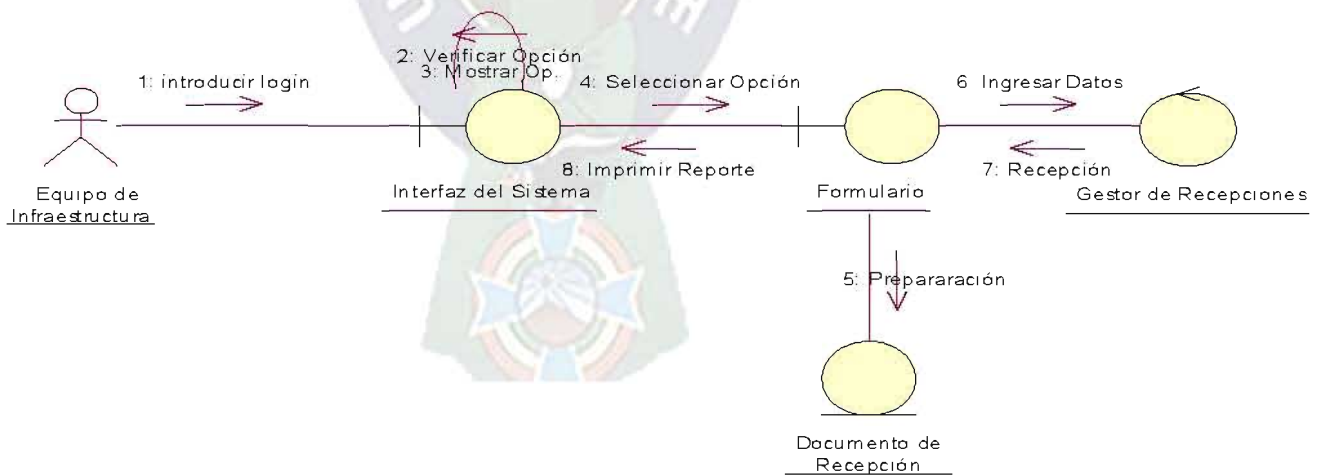 2: Verificar Opción
3: Mostrar Op.
1: introducir login
4: Seleccionar Opción
6 Ingresar Datos
8: Imprimir Reporte
7: Recepción
Equipo de
Infraestructura
Interfaz del Sistema
Formulario
Gestor de Recepciones
5: Prepararación
Documento de
Recepción